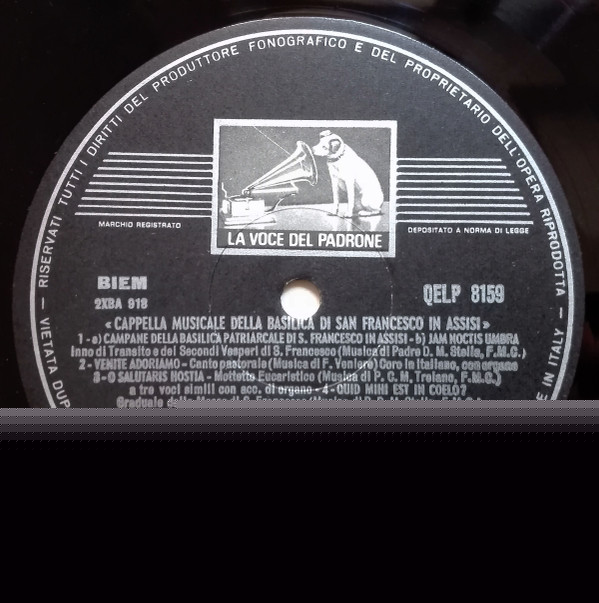 — RISERVATI TUTTI I DIRITTI DEL PRODUTTORE FONOGRAFICO E DEL PROPRIETARIO DELL'OPERA RIPRODOTTA —
VIETATA
E IN ITALY —
LA VOCE DEL PADRONE
MARCHIO REGISTRATO
DEPOSITATO A NORMA DI LEGGE
BIEM
2XBA 918
QELP 8159
« CAPPELLA MUSICALE DELLA BASILICA DI SAN FRANCESCO IN ASSISI »
1 - a) CAMPANE DELLA BASILICA PATRIARCALE DI S. FRANCESCO IN ASSISI - b) JAM NOCTIS UMBRA
Inno di Transito e dei Secondi Vesperi di S. Francesco (Musica di Padre D. M. Stella, F.M.C.)
2 - VENITE ADORIAMO - Canto pastorale (Musica di F. Veniero) Coro in italiano, con organo
3 - O SALUTARIS HOSTIA - Mottetto Eucaristico (Musica di P. G. M. Troiano, F.M.C.)
a tre voci simili con acc. di organo - 4 - QUID MIHI EST IN COELO?
Graduale